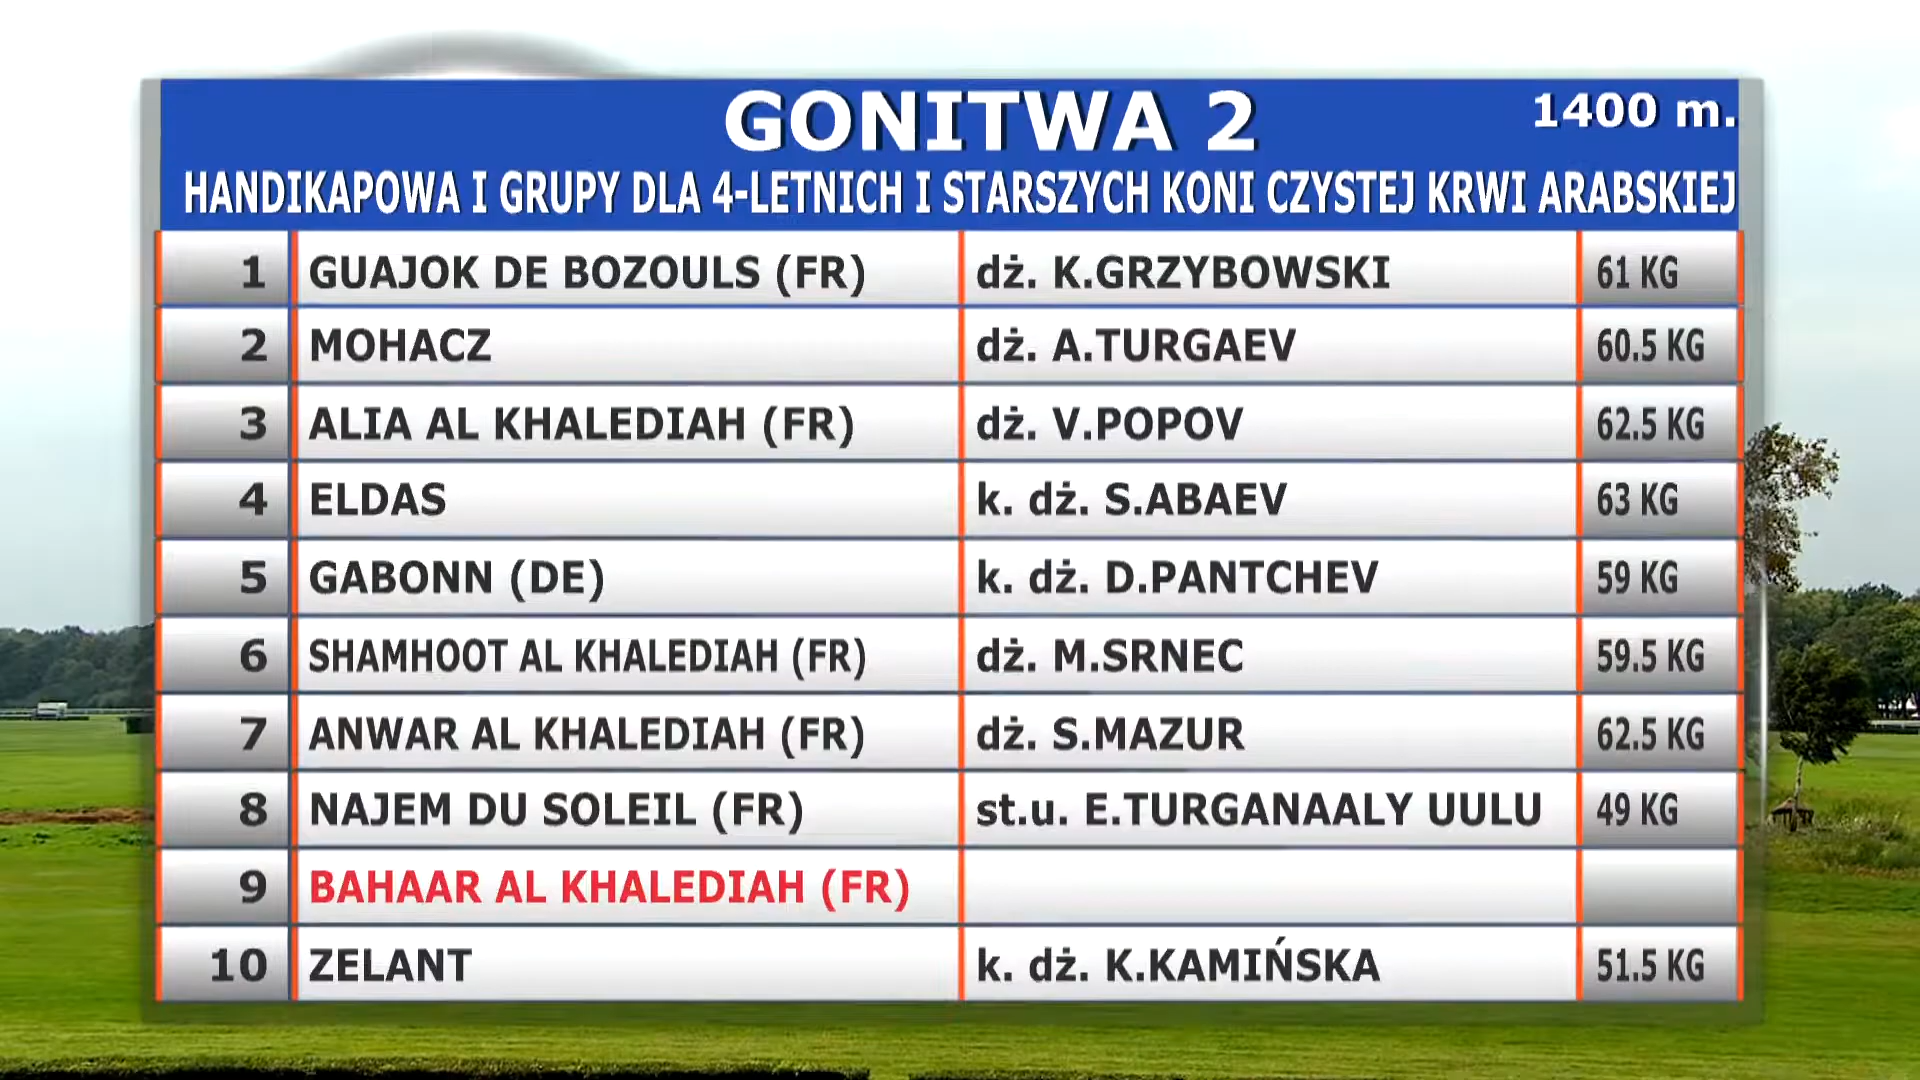 GONITWA 2
1400 m.
HANDIKAPOWA I GRUPY DLA 4-LETNICH I STARSZYCH KONI CZYSTEJ KRWI ARABSKIEJ
1 GUAJOK DE BOZOULS (FR) dż. K.GRZYBOWSKI 61 KG
2 MOHACZ dż. A.TURGAEV 60.5 KG
3 ALIA AL KHALEDIAH (FR) dż. V.POPOV 62.5 KG
4 ELDAS k. dż. S.ABAEV 63 KG
5 GABONN (DE) k. dż. D.PANTCHEV 59 KG
6 SHAMHOOT AL KHALEDIAH (FR) dż. M.SRNEC 59.5 KG
7 ANWAR AL KHALEDIAH (FR) dż. S.MAZUR 62.5 KG
8 NAJEM DU SOLEIL (FR) st.u. E.TURGANAALY UULU 49 KG
9 BAHAAR AL KHALEDIAH (FR)
10 ZELANT k. dż. K.KAMIŃSKA 51.5 KG